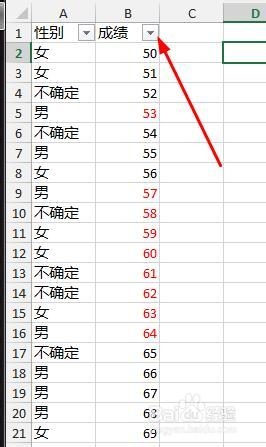 A B C D
1 性别 成绩
2 女 50
3 女 51
4 不确定 52
5 男 53
6 不确定 54
7 男 55
8 女 56
9 男 57
10 不确定 58
11 女 59
12 女 60
13 不确定 61
14 不确定 62
15 女 63
16 男 64
17 不确定 65
18 男 66
19 男 67
20 男 68
21 女 69
Baidu 经验